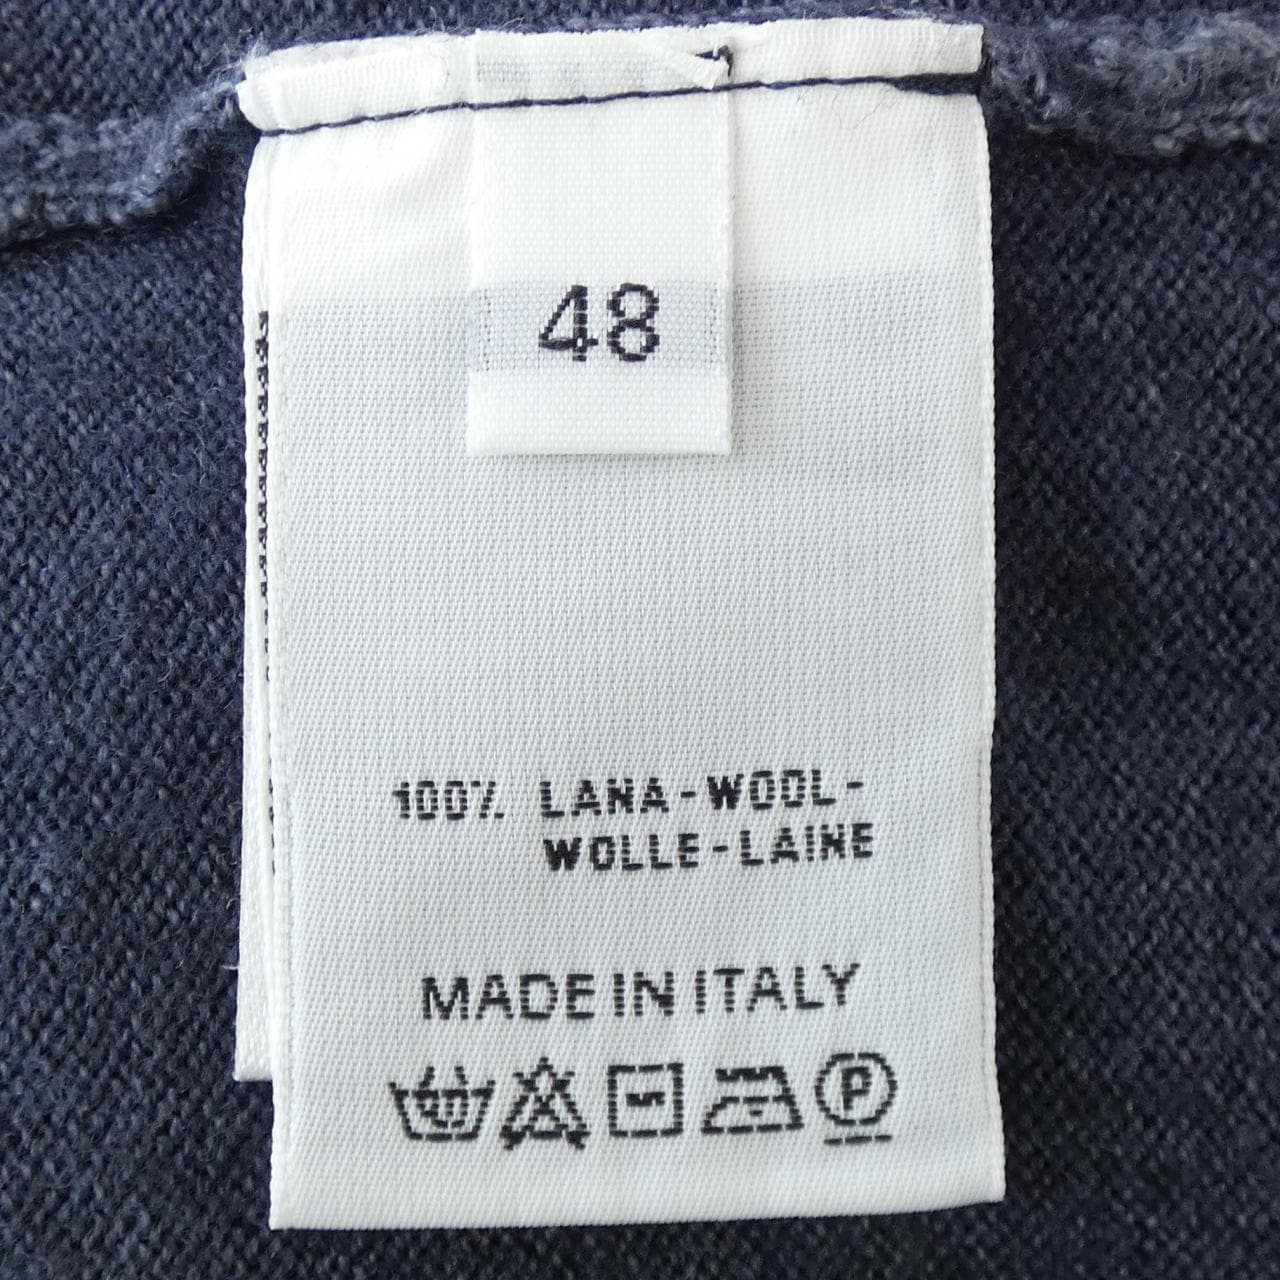 48
100% LANA-WOOL-
WOLLE-LAINE
MADE IN ITALY
P